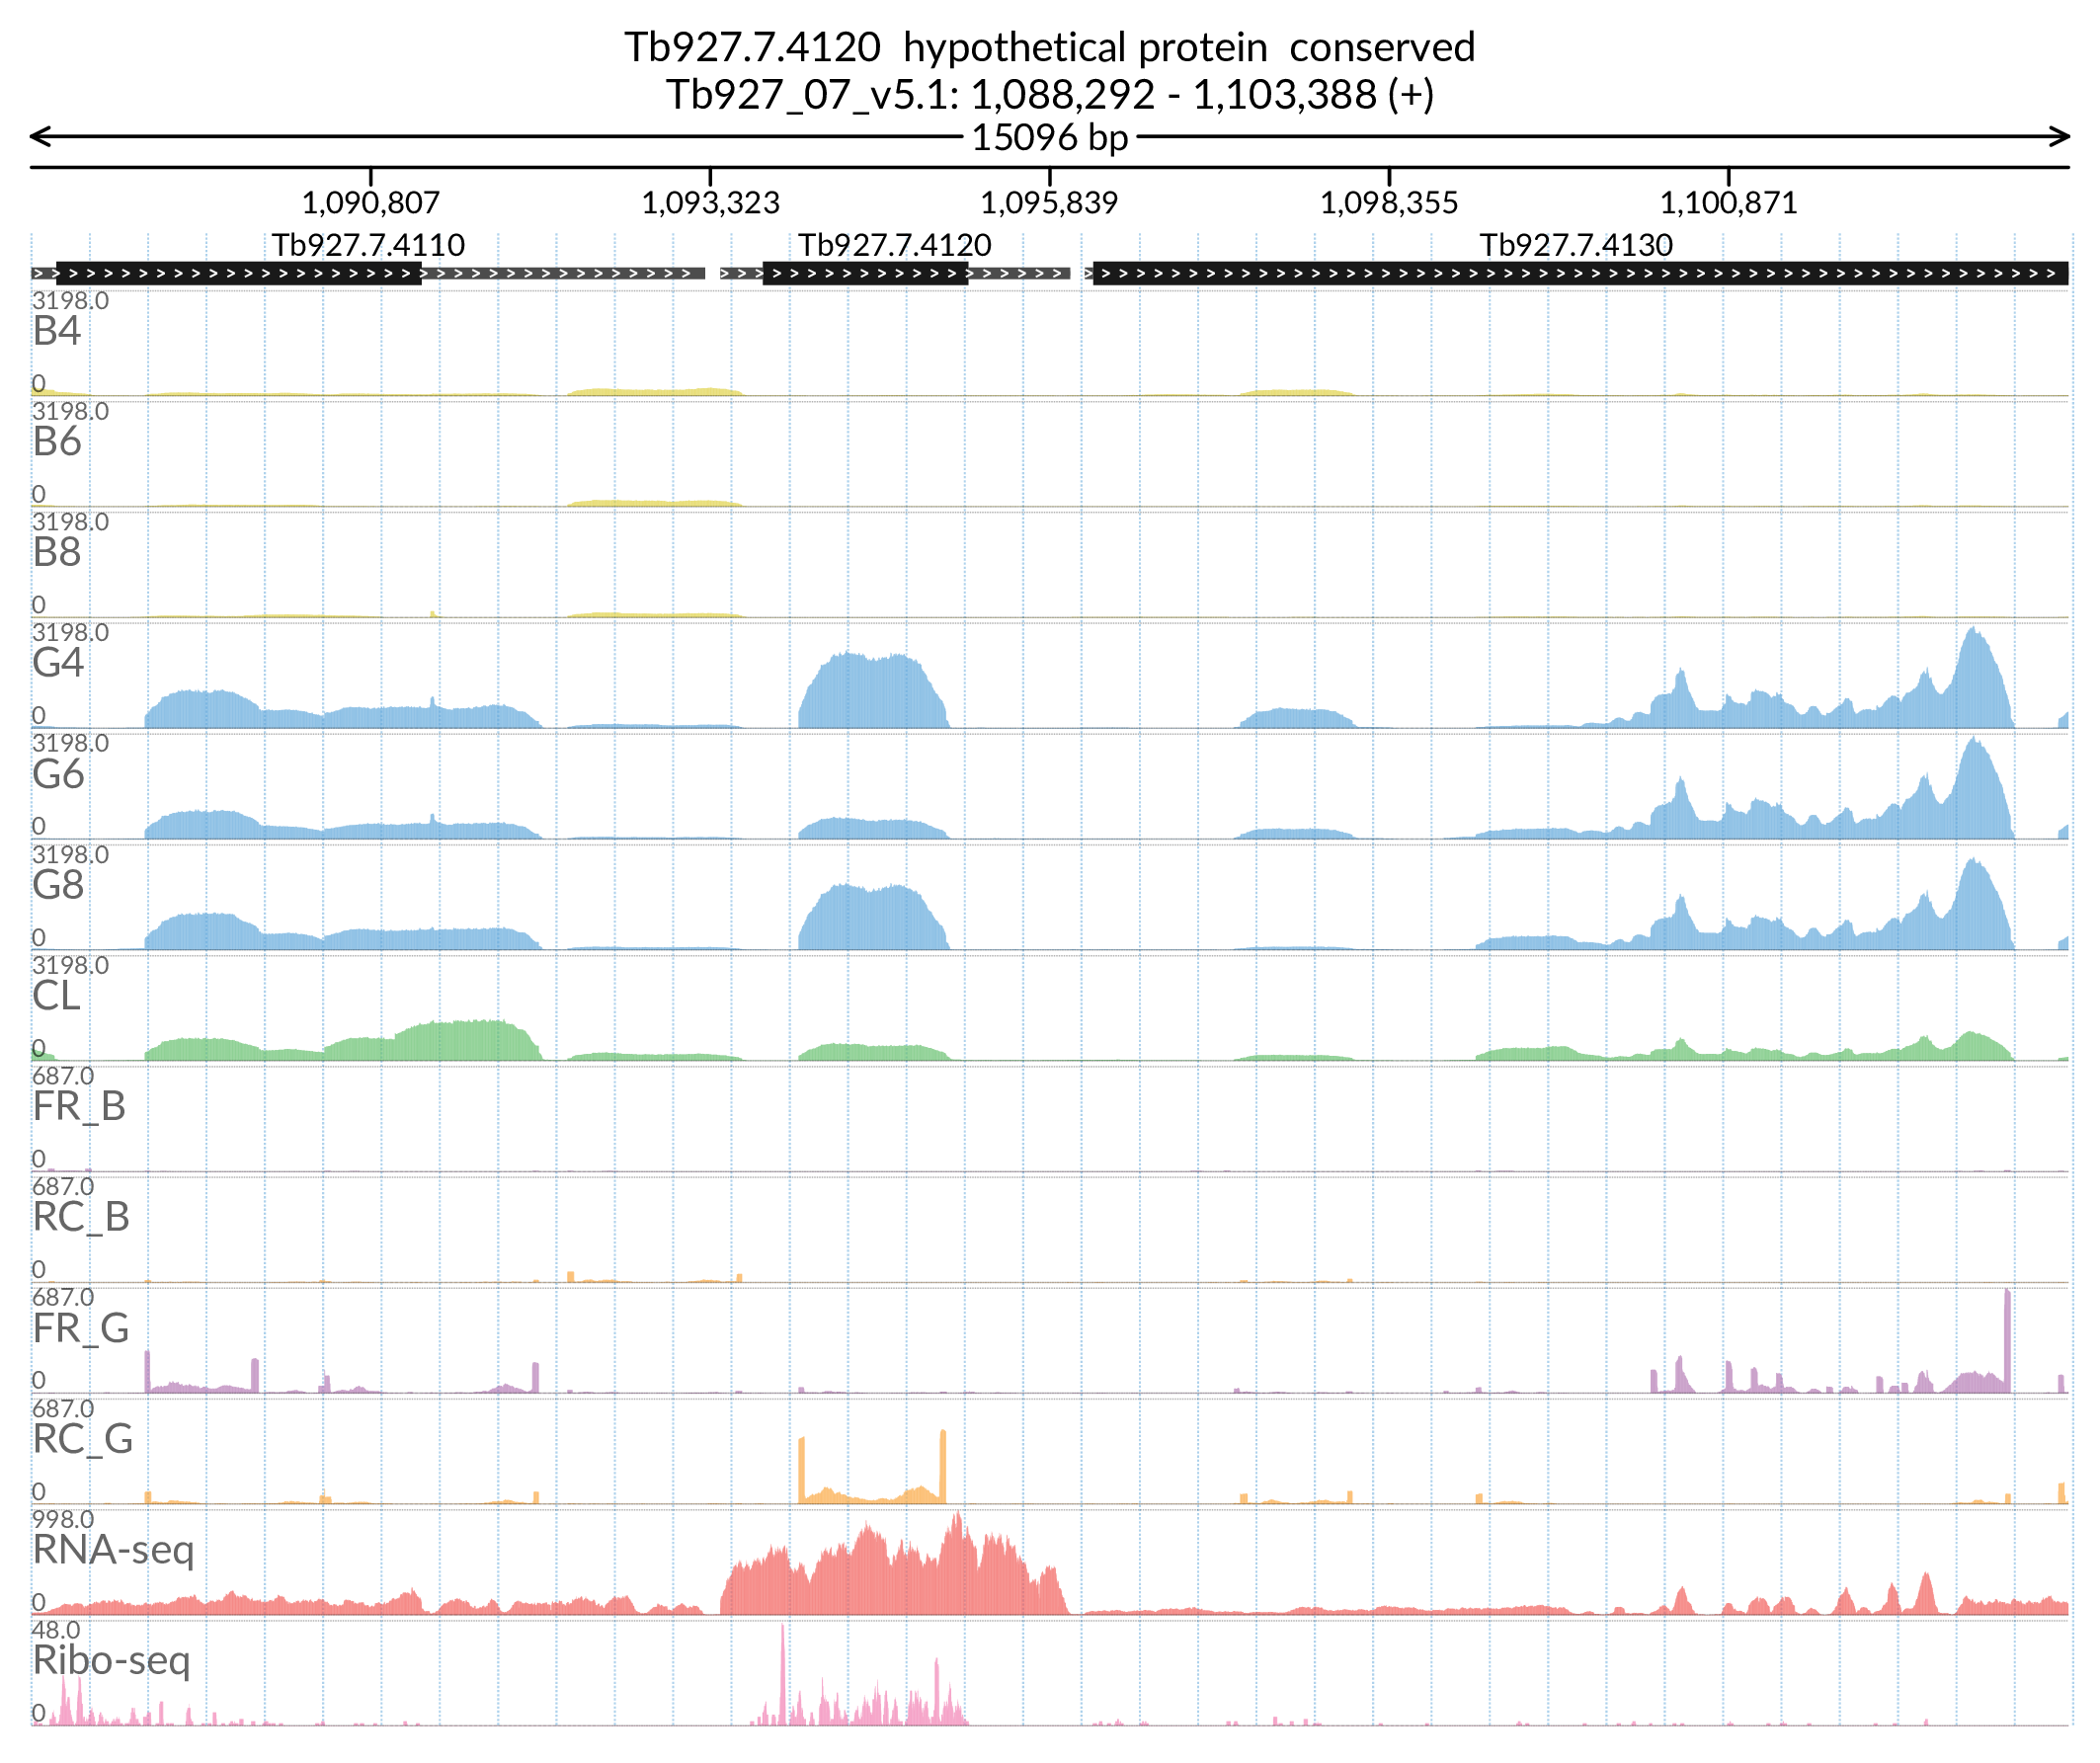 Tb927.7.4120  hypothetical protein  conserved
Tb927_07_v5.1: 1,088,292 - 1,103,388 (+)
15096 bp
1,090,807 1,093,323 1,095,839 1,098,355 1,100,871
Tb927.7.4110 Tb927.7.4120 Tb927.7.4130
3198.0
B4
0
3198.0
B6
0
3198.0
B8
0
3198.0
G4
0
3198.0
G6
0
3198.0
G8
0
3198.0
CL
0
687.0
FR_B
0
687.0
RC_B
0
687.0
FR_G
0
687.0
RC_G
0
998.0
RNA-seq
0
48.0
Ribo-seq
0